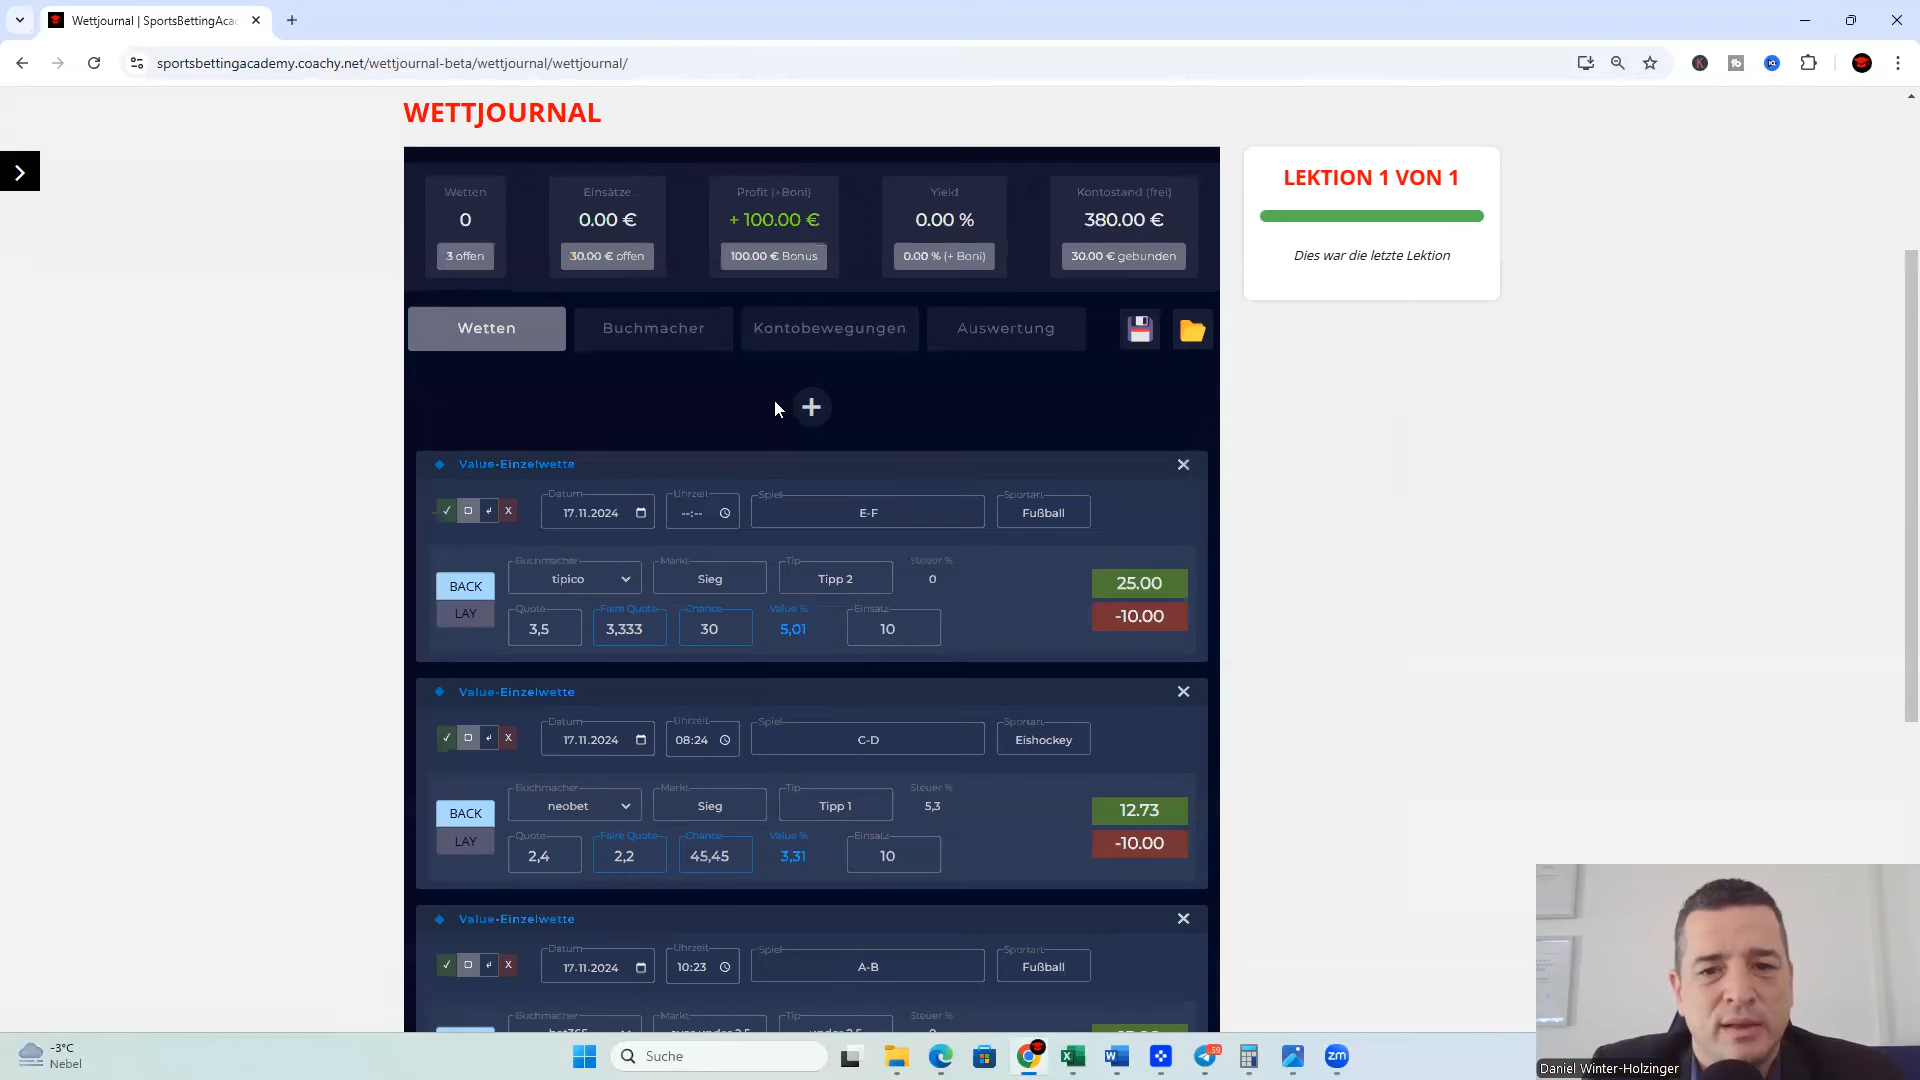 Wettjournal | SportsBettingAca
sportsbettingacademy.coachy.net/wettjournal-beta/wettjournal/wettjournal/
WETTJOURNAL
Wetten
0
3 offen
Einsätze
0.00 €
30.00 € offen
Profit (+Boni)
+ 100.00 €
100.00 € Bonus
Yield
0.00 %
0.00 % (+ Boni)
Kontostand (frei)
380.00 €
30.00 € gebunden
LEKTION 1 VON 1
Dies war die letzte Lektion
Wetten Buchmacher Kontobewegungen Auswertung
+
Value-Einzelwette
Datum Uhrzeit Spiel Sportart
17.11.2024 --:-- E-F Fußball
Buchmacher Markt Tip Steuer %
BACK tipico Sieg Tipp 2 0 25.00
LAY
Quote Faire Quote Chance Value % Einsatz
3,5 3,333 30 5,01 10 -10.00
Value-Einzelwette
Datum Uhrzeit Spiel Sportart
17.11.2024 08:24 C-D Eishockey
Buchmacher Markt Tip Steuer %
BACK neobet Sieg Tipp 1 5,3 12.73
LAY
Quote Faire Quote Chance Value % Einsatz
2,4 2,2 45,45 3,31 10 -10.00
Value-Einzelwette
Datum Uhrzeit Spiel Sportart
17.11.2024 10:23 A-B Fußball
Buchmacher Markt Tip Steuer %
Daniel Winter-Holzinger
-3°C
Nebel
Suche
59
zm